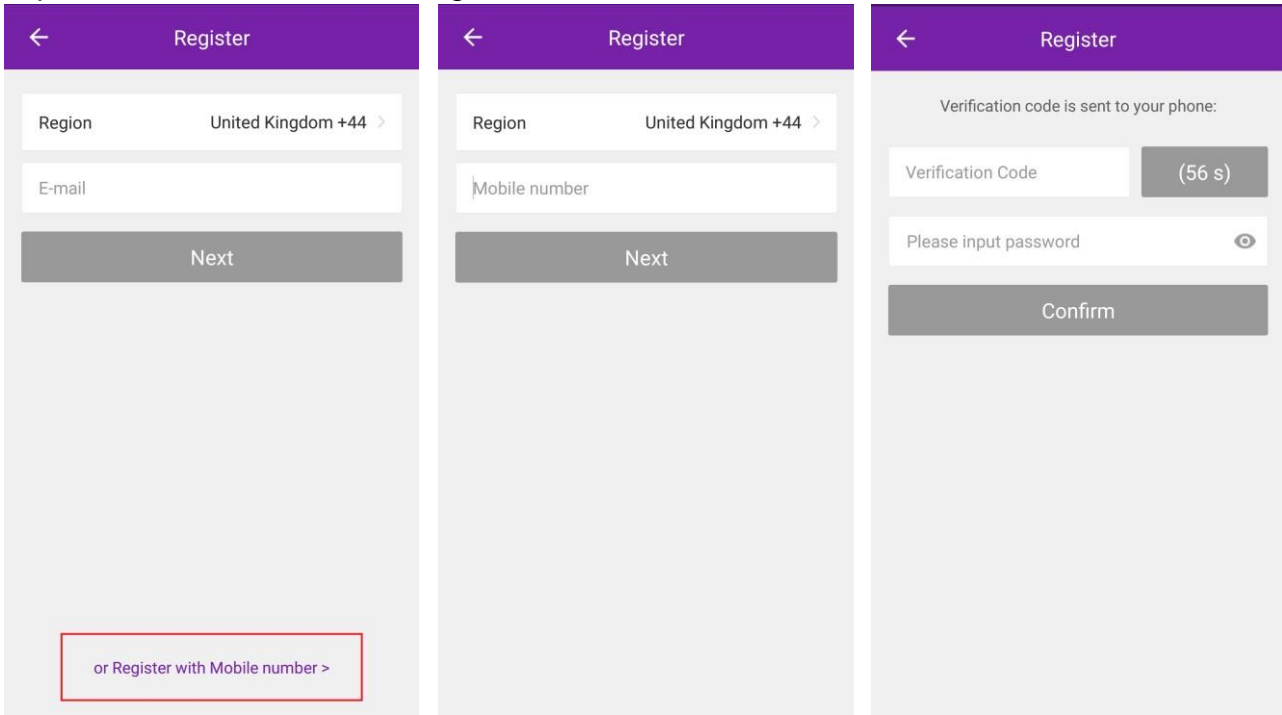 Register
Region United Kingdom +44 >
E-mail
Next
or Register with Mobile number >
Register
Region United Kingdom +44 >
Mobile number
Next
Register
Verification code is sent to your phone:
Verification Code (56 s)
Please input password
Confirm